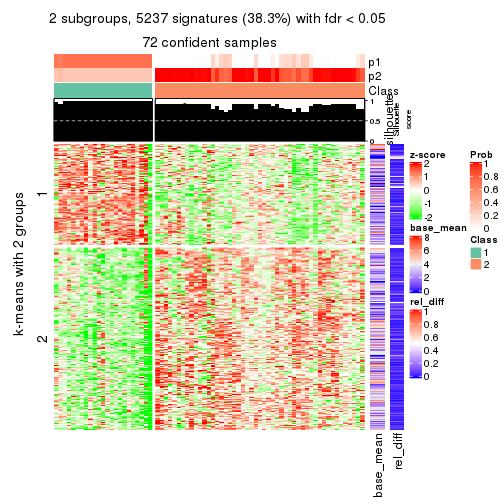 2 subgroups, 5237 signatures (38.3%) with fdr < 0.05
72 confident samples
p1
p2
Class
silhouette
1
0.5
0
Silhouette
score
k-means with 2 groups
1
2
base_mean
rel_diff
z-score
2
1
0
-1
-2
base_mean
8
6
4
2
0
rel_diff
1
0.8
0.6
0.4
0.2
0
Prob
1
0.8
0.6
0.4
0.2
0
Class
1
2